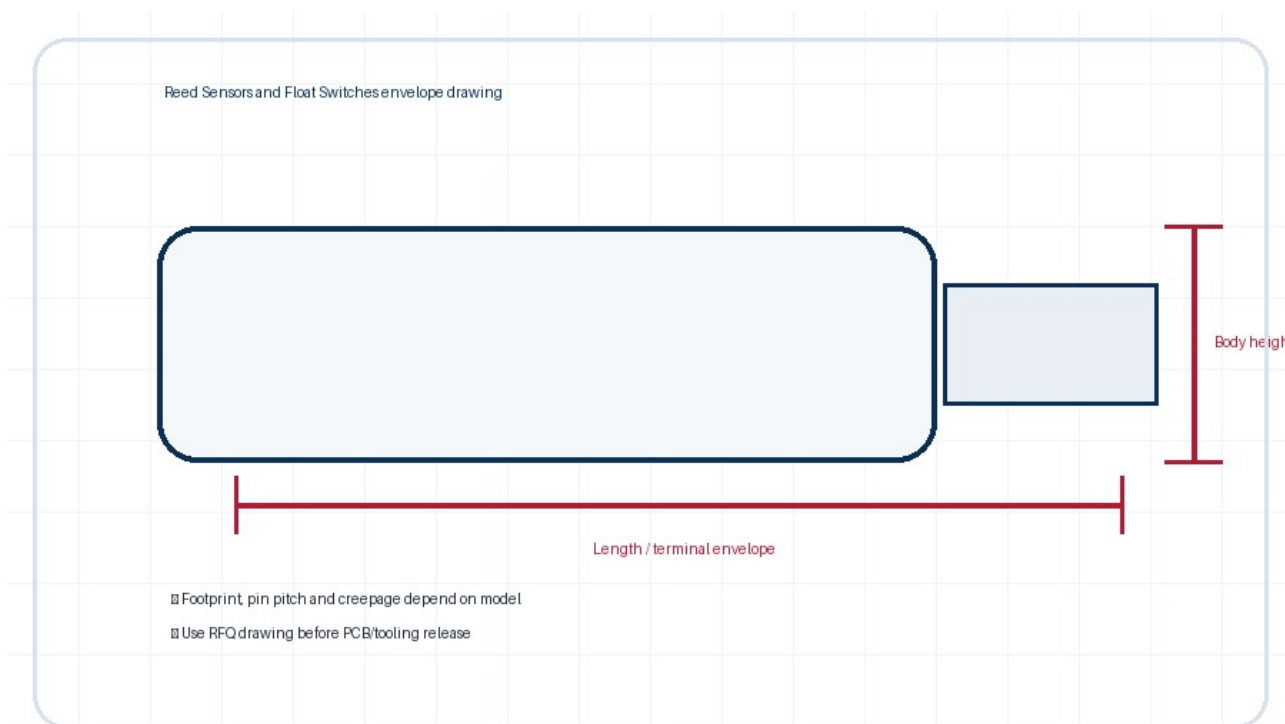 Reed Sensors and Float Switches envelope drawing
Body heigh
Length / terminal envelope
Footprint, pin pitch and creepage depend on model
Use RFQ drawing before PCB/tooling release